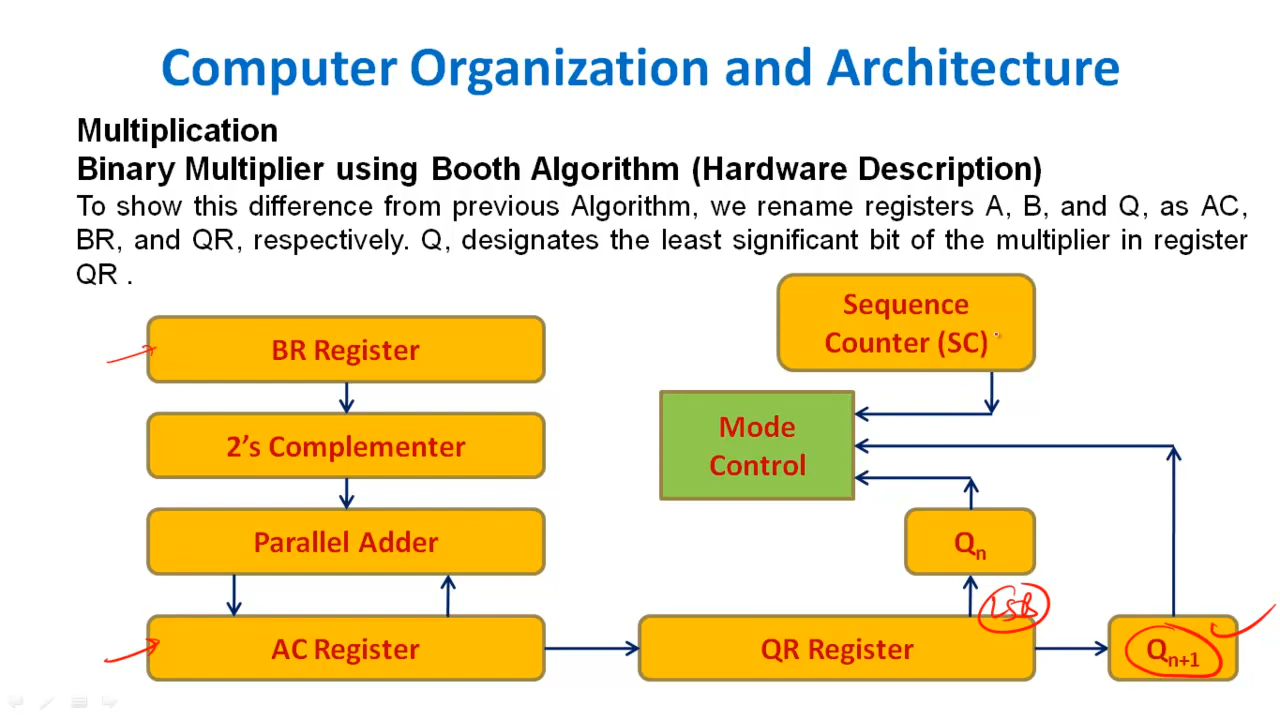 Computer Organization and Architecture
Multiplication
Binary Multiplier using Booth Algorithm (Hardware Description)
To show this difference from previous Algorithm, we rename registers A, B, and Q, as AC,
BR, and QR, respectively. Q, designates the least significant bit of the multiplier in register
QR .
Sequence
Counter (SC)
BR Register
Mode
Control
2's Complementer
Parallel Adder
Qn
LSB
AC Register
QR Register
Qn+1